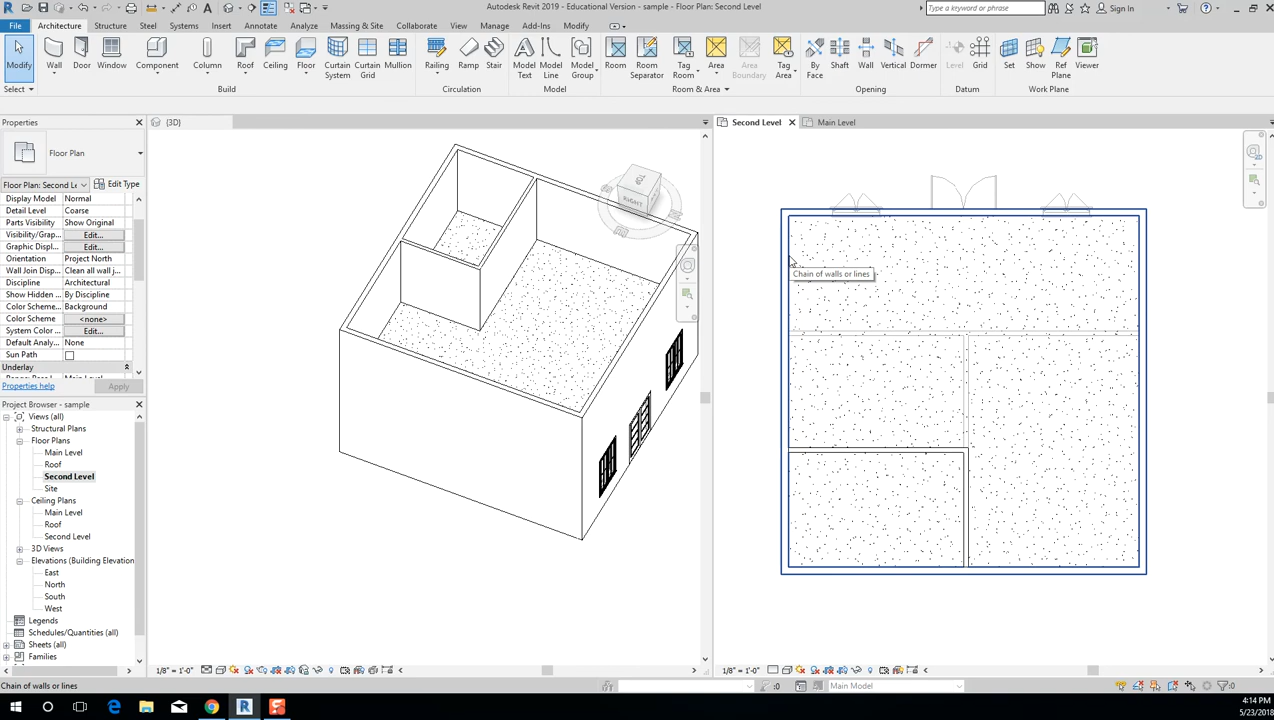 Autodesk Revit 2019 - Educational Version - sample - Floor Plan: Second Level
Type a keyword or phrase
Sign In
File Architecture Structure Steel Systems Insert Annotate Analyze Massing & Site Collaborate View Manage Add-Ins Modify
Modify Wall Door Window Component Column Roof Ceiling Floor Curtain System Curtain Grid Mullion Railing Ramp Stair Model Text Model Line Model Group Room Room Separator Tag Room Area Area Boundary Tag Area By Face Shaft Wall Vertical Dormer Level Grid Set Show Ref Plane Viewer
Select Build Circulation Model Room & Area Opening Datum Work Plane
Properties
{3D}
Second Level
Main Level
Floor Plan
Floor Plan: Second Le
Edit Type
Display Model Normal
Detail Level Coarse
Parts Visibility Show Original
Visibility/Grap... Edit...
Graphic Displ... Edit...
Orientation Project North
Wall Join Disp... Clean all wall j...
Discipline Architectural
Show Hidden ... By Discipline
Color Scheme... Background
Color Scheme <none>
System Color ... Edit...
Default Analy... None
Sun Path
Underlay
Properties help
Apply
RIGHT
Chain of walls or lines
Project Browser - sample
Views (all)
Structural Plans
Floor Plans
Main Level
Roof
Second Level
Site
Ceiling Plans
Main Level
Roof
Second Level
3D Views
Elevations (Building Elevation
East
North
South
West
Legends
Schedules/Quantities (all)
Sheets (all)
Families
1/8" = 1'-0"
1/8" = 1'-0"
Chain of walls or lines
:0
Main Model
:0
4:14 PM
5/23/2018